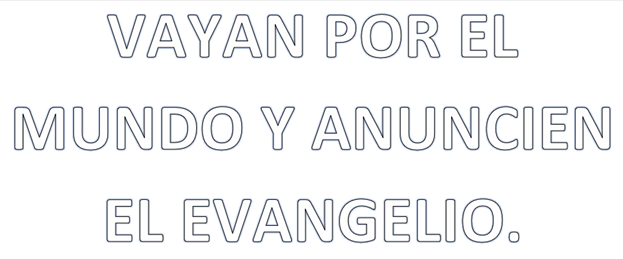 VAYAN POR EL
MUNDO Y ANUNCIEN
EL EVANGELIO.